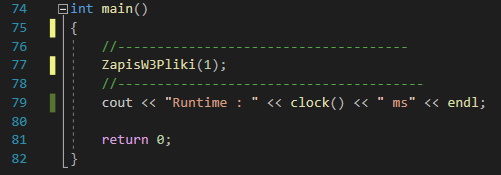 74 int main()
75 {
76 //-------------------------------------
77 ZapisW3Pliki(1);
78 //---------------------------------------
79 cout << "Runtime : " << clock() << " ms" << endl;
80
81 return 0;
82 }